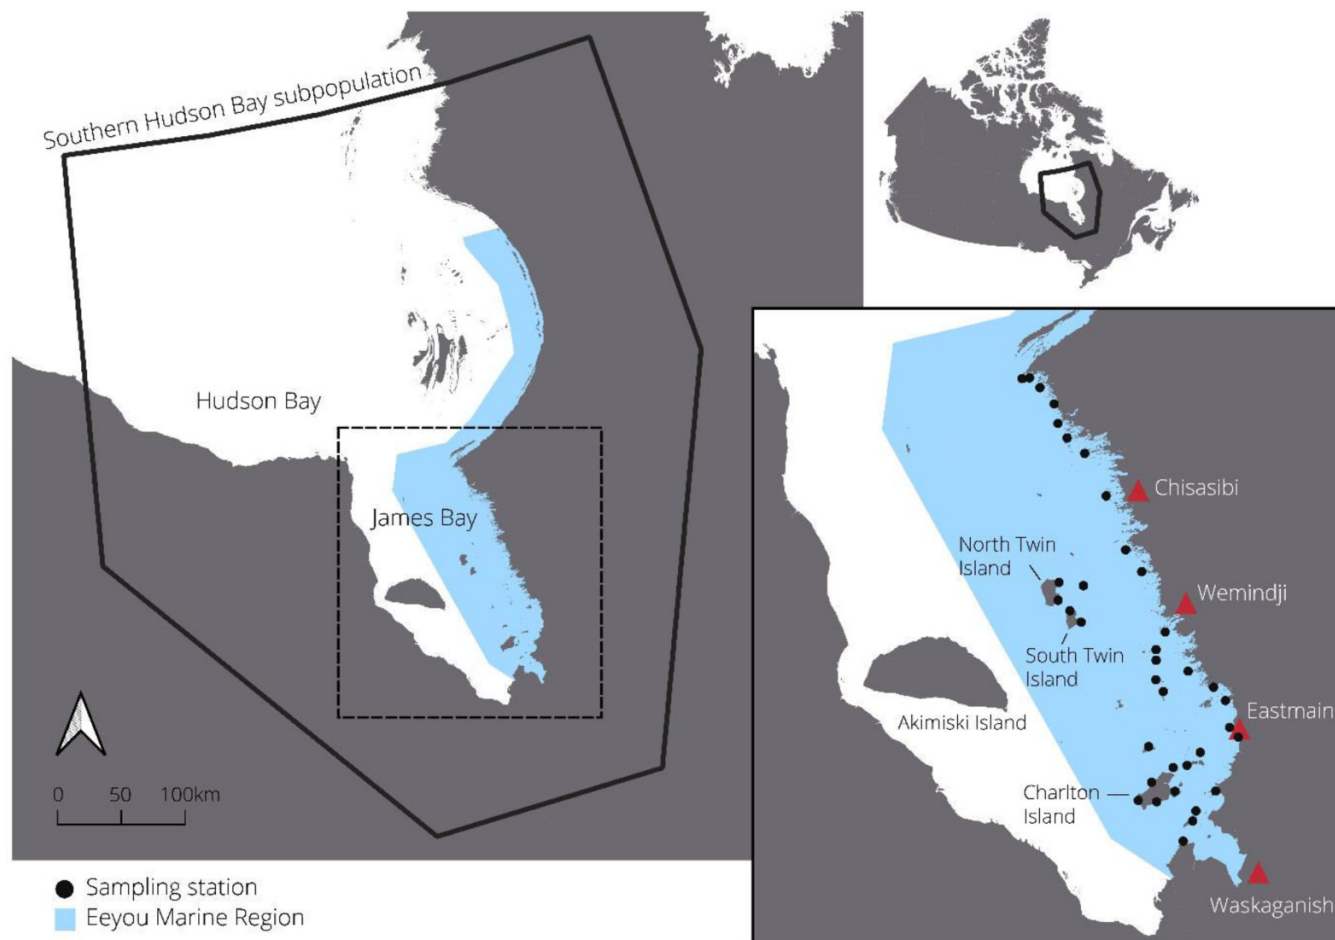 Southern Hudson Bay subpopulation
Hudson Bay
James Bay
0 50 100km
Sampling station
Eeyou Marine Region
Chisasibi
North Twin
Island
Wemindji
South Twin
Island
Akimiski Island
Eastmain
Charlton
Island
Waskaganish